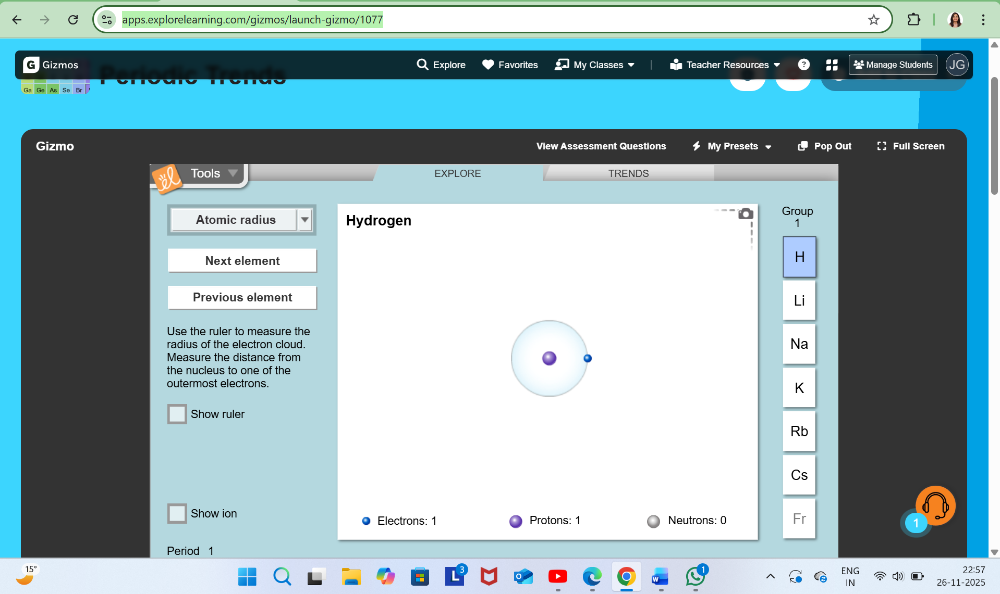 apps.explorelearning.com/gizmos/launch-gizmo/1077
G Gizmos
Explore
Favorites
My Classes
Teacher Resources
?
Manage Students
JG
Periodic Trends
Ga Ge As Se Br
Gizmo
View Assessment Questions
My Presets
Pop Out
Full Screen
Tools
EXPLORE
TRENDS
Atomic radius
Next element
Previous element
Use the ruler to measure the
radius of the electron cloud.
Measure the distance from
the nucleus to one of the
outermost electrons.
Show ruler
Show ion
Period 1
Hydrogen
Electrons: 1
Protons: 1
Neutrons: 0
Group
1
H
Li
Na
K
Rb
Cs
Fr
1
15°
L
3
O
W
1
ENG
IN
22:57
26-11-2025